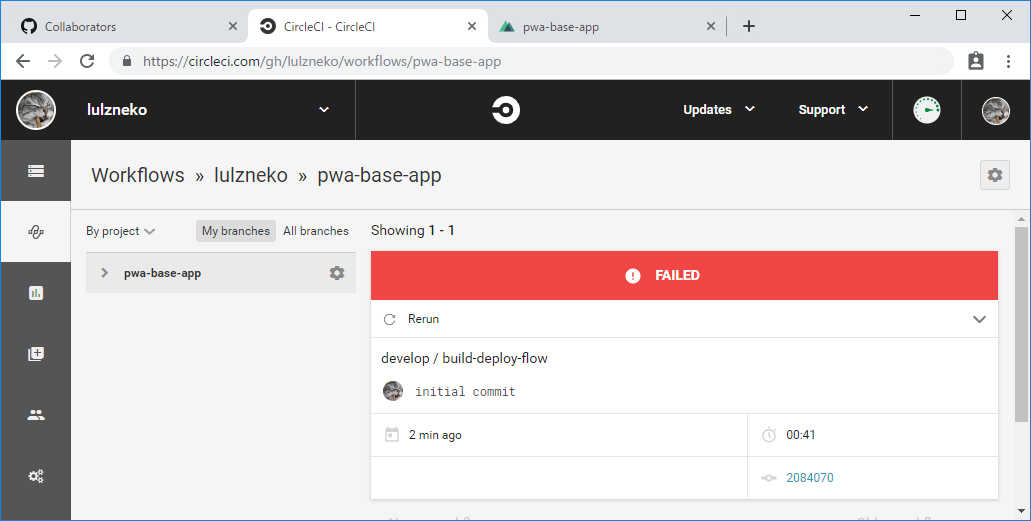 Collaborators
CircleCI - CircleCI
pwa-base-app
https://circleci.com/gh/lulzneko/workflows/pwa-base-app
lulzneko
Updates
Support
Workflows » lulzneko » pwa-base-app
By project
My branches
All branches
Showing 1 - 1
pwa-base-app
FAILED
Rerun
develop / build-deploy-flow
initial commit
2 min ago
00:41
2084070